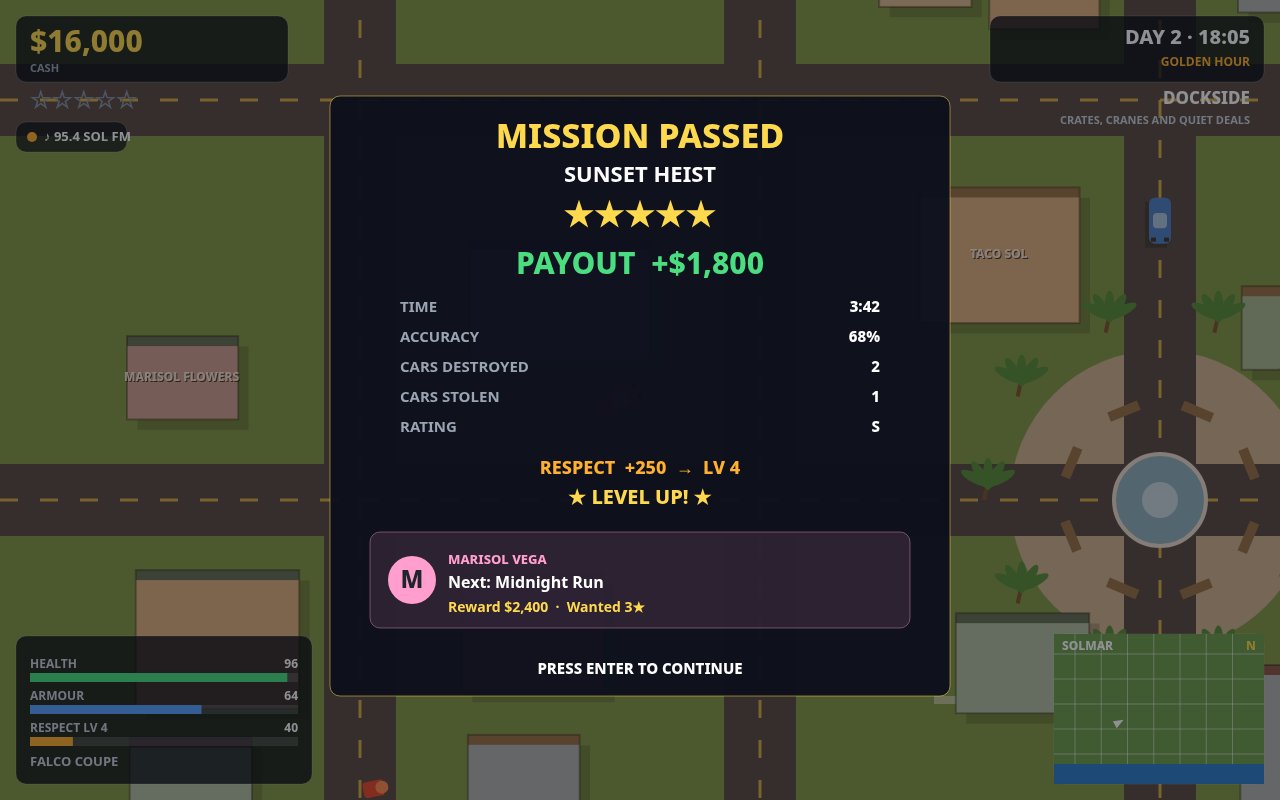 $16,000
CASH
☆☆☆☆☆
♪ 95.4 SOL FM
DAY 2 · 18:05
GOLDEN HOUR
DOCKSIDE
CRATES, CRANES AND QUIET DEALS
MISSION PASSED
SUNSET HEIST
★★★★★
PAYOUT +$1,800
TIME 3:42
ACCURACY 68%
CARS DESTROYED 2
CARS STOLEN 1
RATING S
RESPECT +250 → LV 4
★ LEVEL UP! ★
M
MARISOL VEGA
Next: Midnight Run
Reward $2,400 · Wanted 3★
PRESS ENTER TO CONTINUE
TACO SOL
MARISOL FLOWERS
HEALTH 96
ARMOUR 64
RESPECT LV 4 40
FALCO COUPE
SOLMAR N